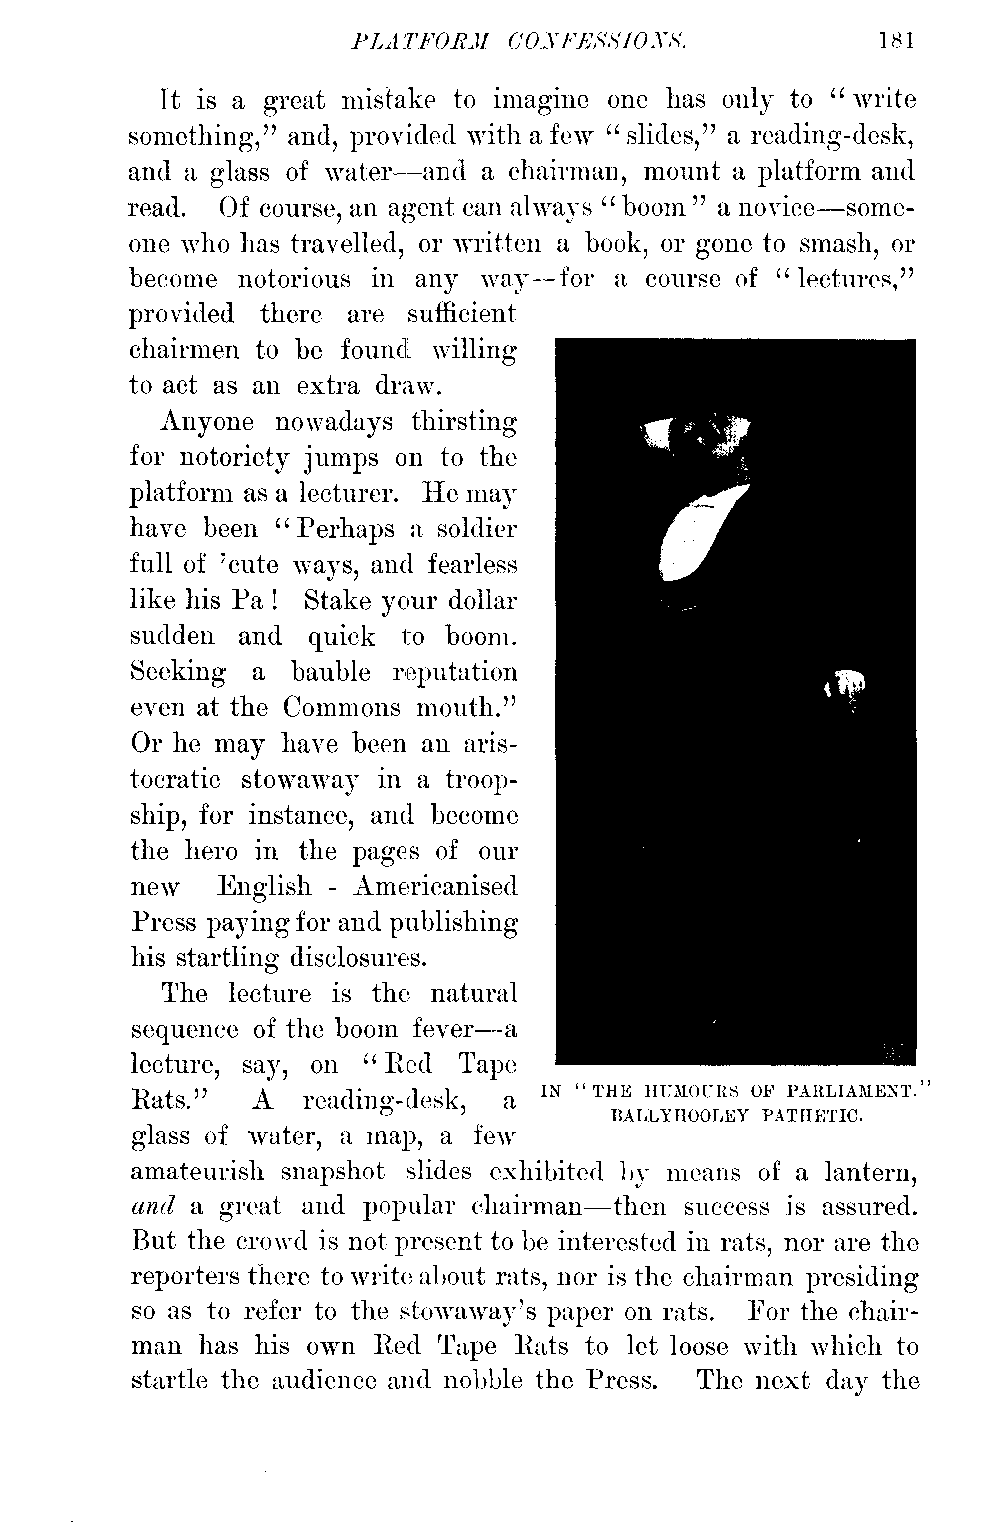 PLATFORM CONFESSIONS. 181
It is a great mistake to imagine one has only to “write
something,” and, provided with a few “slides,” a reading-desk,
and a glass of water—and a chairman, mount a platform and
read. Of course, an agent can always “boom” a novice—some-
one who has travelled, or written a book, or gone to smash, or
become notorious in any way—for a course of “lectures,”
provided there are sufficient
chairmen to be found willing
to act as an extra draw.
Anyone nowadays thirsting
for notoriety jumps on to the
platform as a lecturer. He may
have been “Perhaps a soldier
full of ’cute ways, and fearless
like his Pa! Stake your dollar
sudden and quick to boom.
Seeking a bauble reputation
even at the Commons mouth.”
Or he may have been an aris-
tocratic stowaway in a troop-
ship, for instance, and become
the hero in the pages of our
new English-Americanised
Press paying for and publishing
his startling disclosures.
The lecture is the natural
sequence of the boom fever—a
lecture, say, on “Red Tape
Rats.” A reading-desk, a
glass of water, a map, a few
IN “THE HUMOURS OF PARLIAMENT.”
BALLYHOOLEY PATHETIC.
amateurish snapshot slides exhibited by means of a lantern,
and a great and popular chairman—then success is assured.
But the crowd is not present to be interested in rats, nor are the
reporters there to write about rats, nor is the chairman presiding
so as to refer to the stowaway’s paper on rats. For the chair-
man has his own Red Tape Rats to let loose with which to
startle the audience and nobble the Press. The next day the